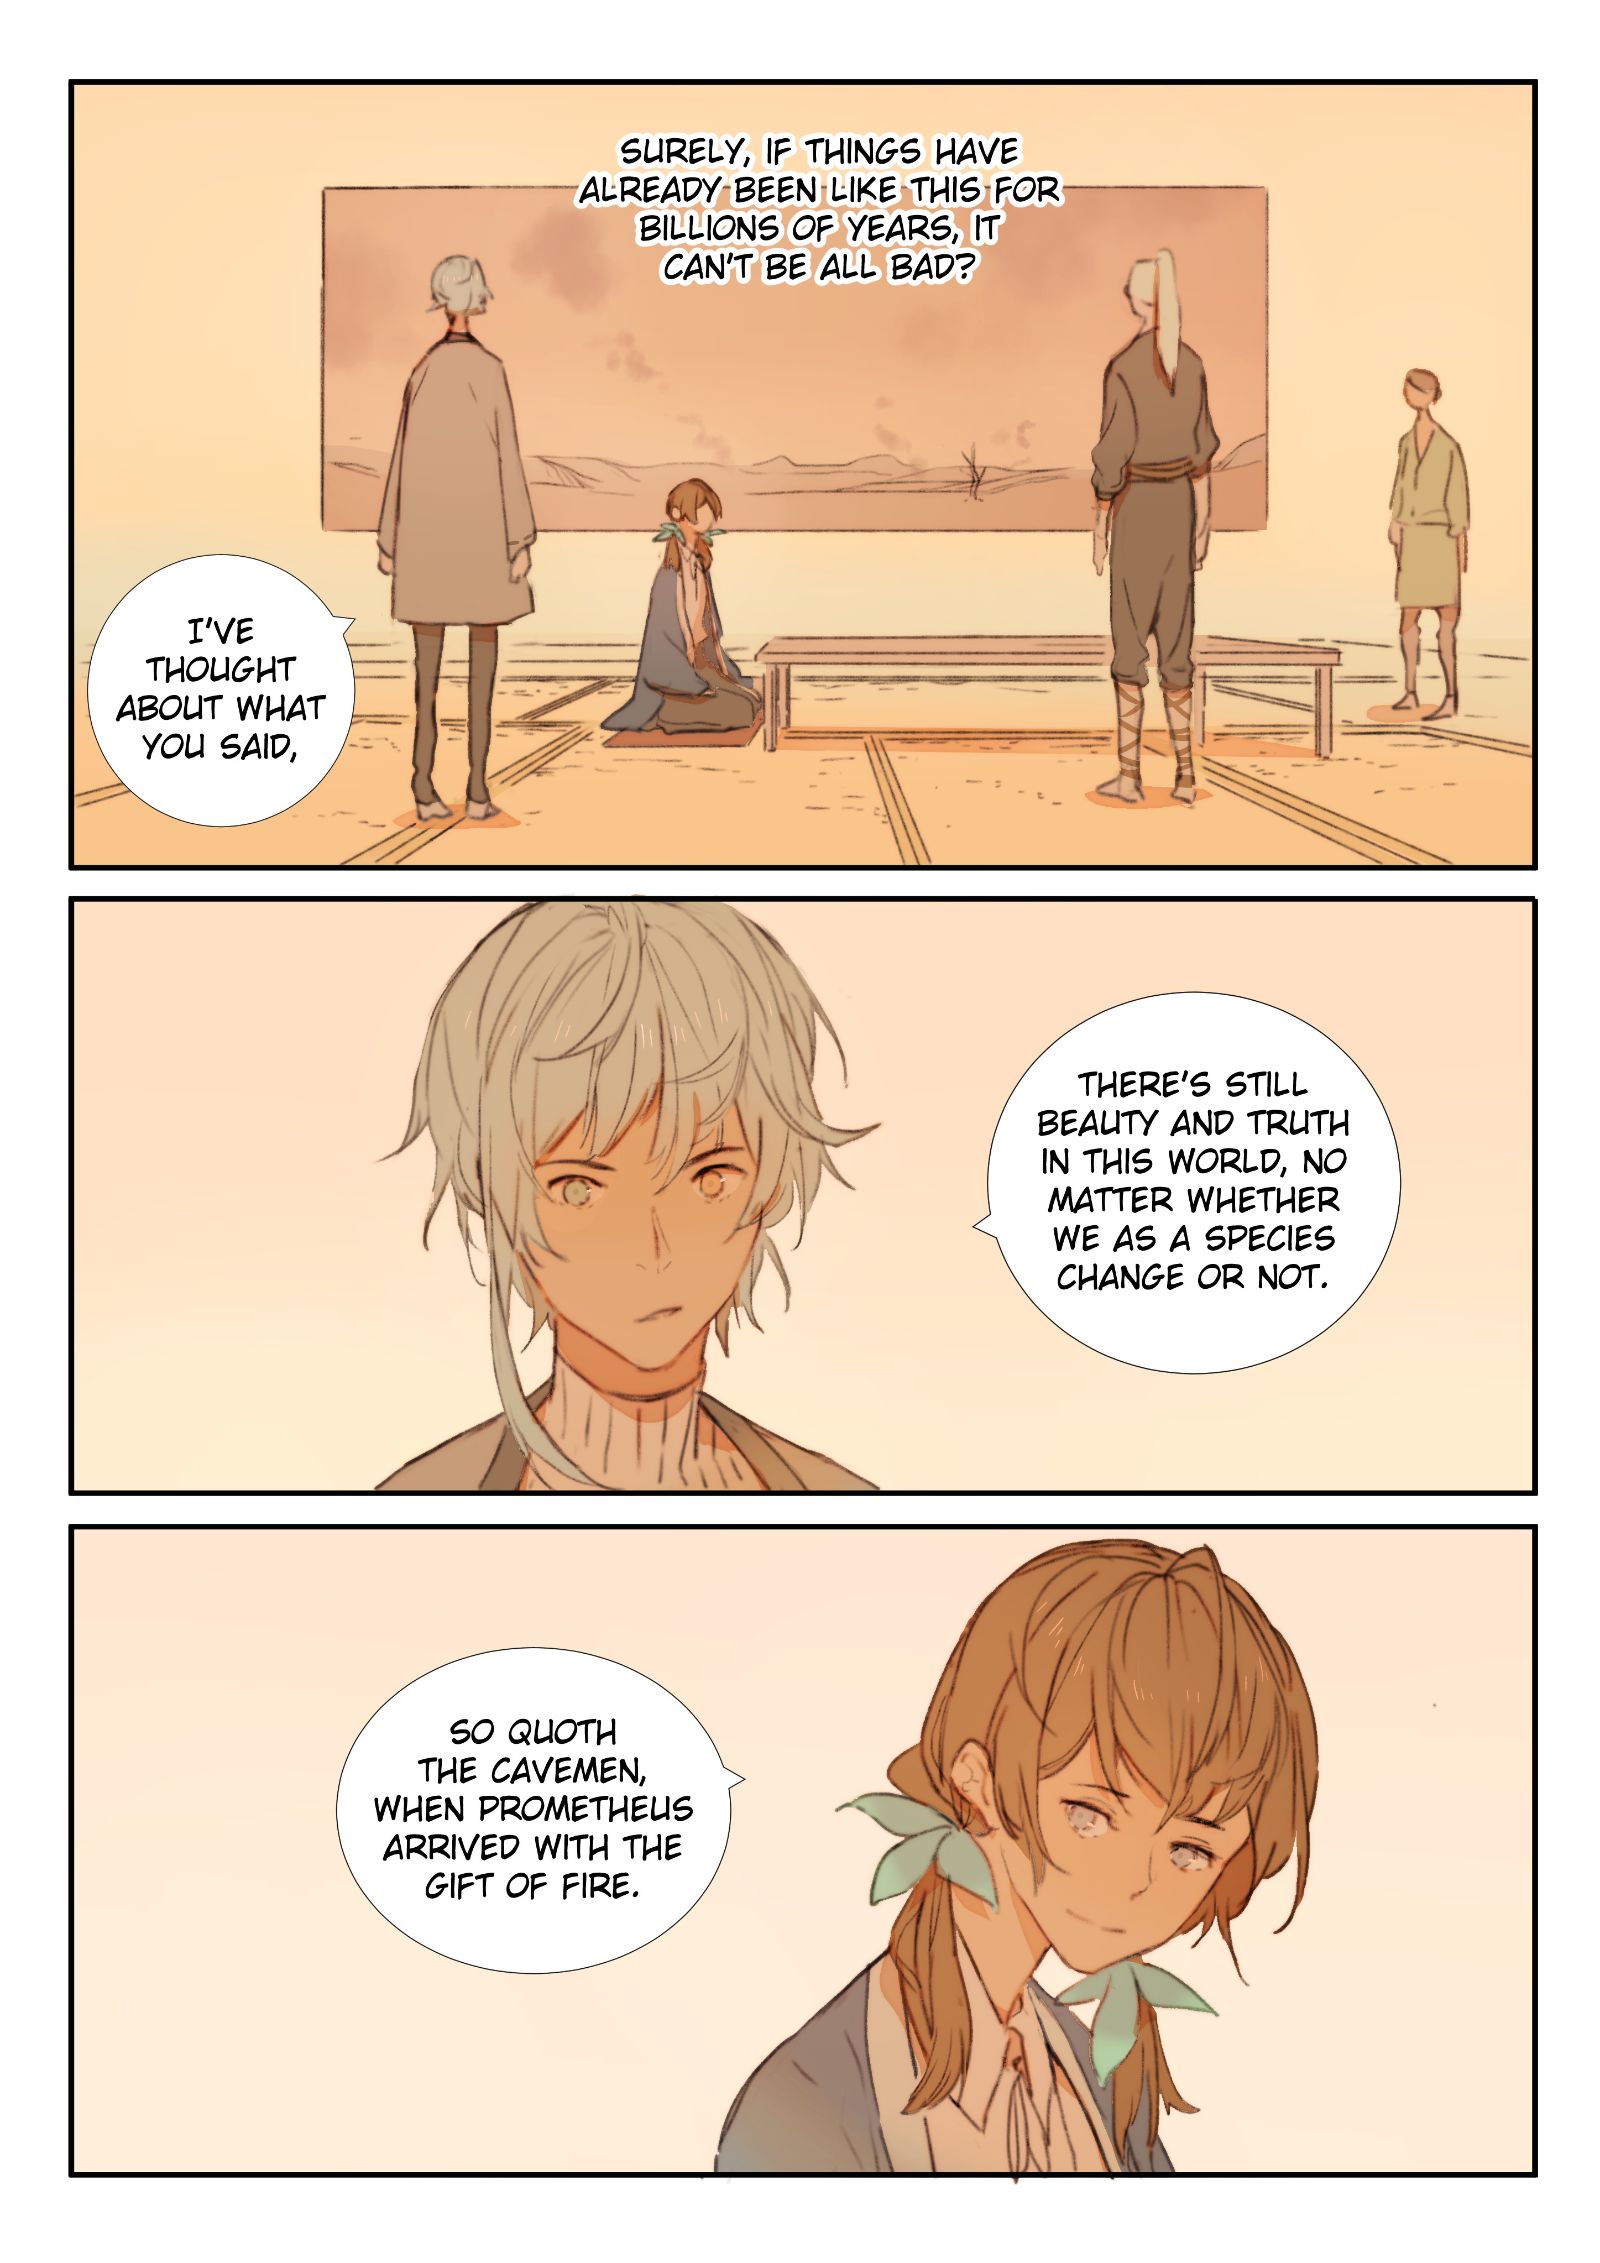 SURELY, IF THINGS HAVE
ALREADY BEEN LIKE THIS FOR
BILLIONS OF YEARS, IT
CAN'T BE ALL BAD?
I'VE
THOUGHT
ABOUT WHAT
YOU SAID,
THERE'S STILL
BEAUTY AND TRUTH
IN THIS WORLD, NO
MATTER WHETHER
WE AS A SPECIES
CHANGE OR NOT.
SO QUOTH
THE CAVEMEN,
WHEN PROMETHEUS
ARRIVED WITH THE
GIFT OF FIRE.